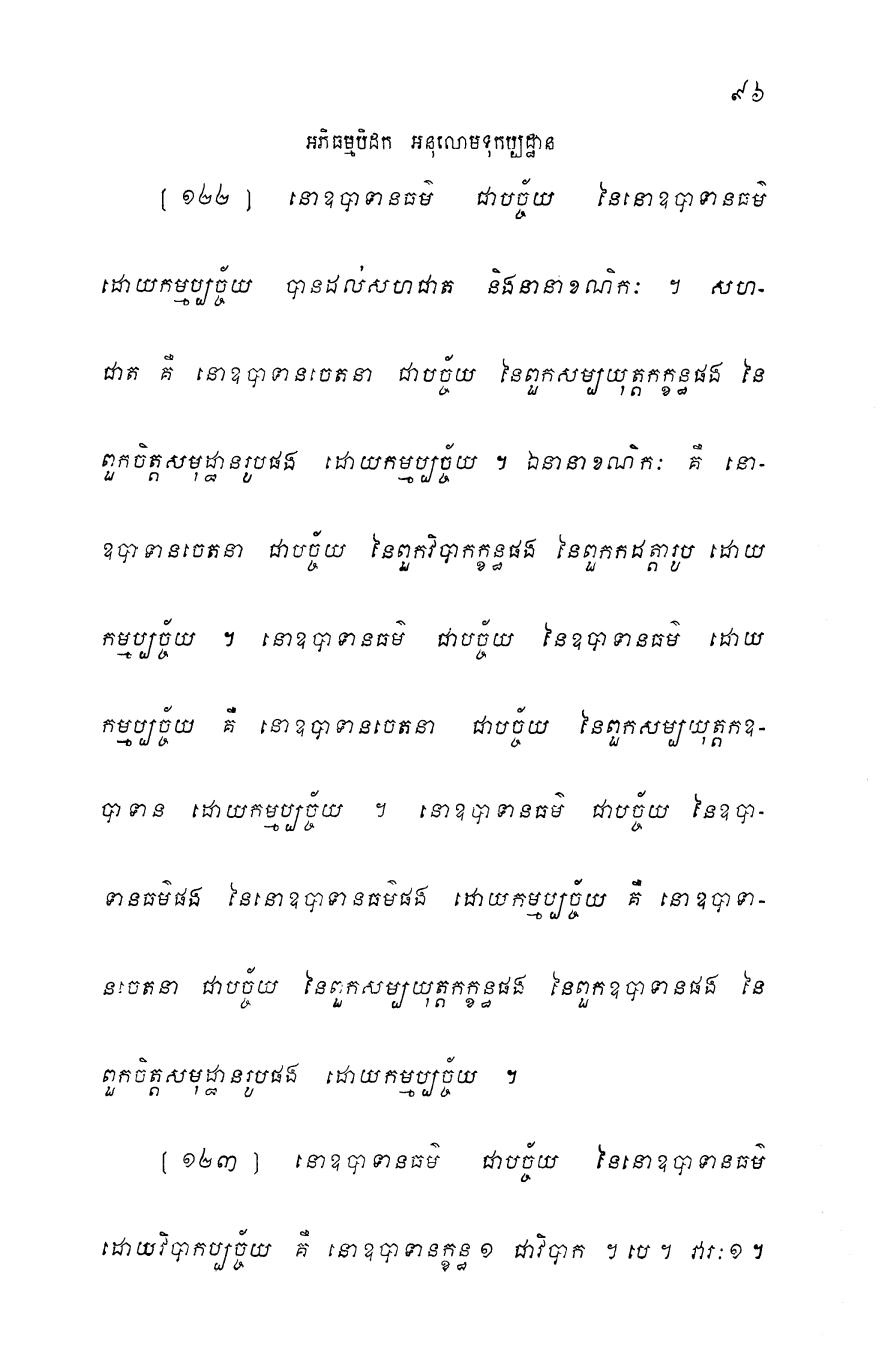 ៩៦
អភិធម្មបិដក អនុលោមទុកប្បដ្ឋាន
[ ១២២ ] នោឧបាទានធម៌ ជាបច្ច័យ នៃនោឧបាទានធម៌
ដោយកម្មប្បច្ច័យ បានដល់សហជាត និងនានាខណិកៈ ។ សហ-
ជាត គឺ នោឧបាទានចេតនា ជាបច្ច័យ នៃពួកសម្បយុត្តកក្ខន្ធផង នៃ
ពួកចិត្តសមុដ្ឋានរូបផង ដោយកម្មប្បច្ច័យ ។ ឯនានាខណិកៈ គឺ នោ-
ឧបាទានចេតនា ជាបច្ច័យ នៃពួកវិបាកក្ខន្ធផង នៃពួកកដត្តារូប ដោយ
កម្មប្បច្ច័យ ។ នោឧបាទានធម៌ ជាបច្ច័យ នៃឧបាទានធម៌ ដោយ
កម្មប្បច្ច័យ គឺ នោឧបាទានចេតនា ជាបច្ច័យ នៃពួកសម្បយុត្តកឧ-
បាទាន ដោយកម្មប្បច្ច័យ ។ នោឧបាទានធម៌ ជាបច្ច័យ នៃឧបា-
ទានធម៌ផង នៃនោឧបាទានធម៌ផង ដោយកម្មប្បច្ច័យ គឺ នោឧបាទា-
នចេតនា ជាបច្ច័យ នៃពួកសម្បយុត្តកក្ខន្ធផង នៃពួកឧបាទានផង នៃ
ពួកចិត្តសមុដ្ឋានរូបផង ដោយកម្មប្បច្ច័យ ។
[ ១២៣ ] នោឧបាទានធម៌ ជាបច្ច័យ នៃនោឧបាទានធម៌
ដោយវិបាកប្បច្ច័យ គឺ នោឧបាទានក្ខន្ធ ១ ជាវិបាក ។ បេ ។ វារៈ ១ ។